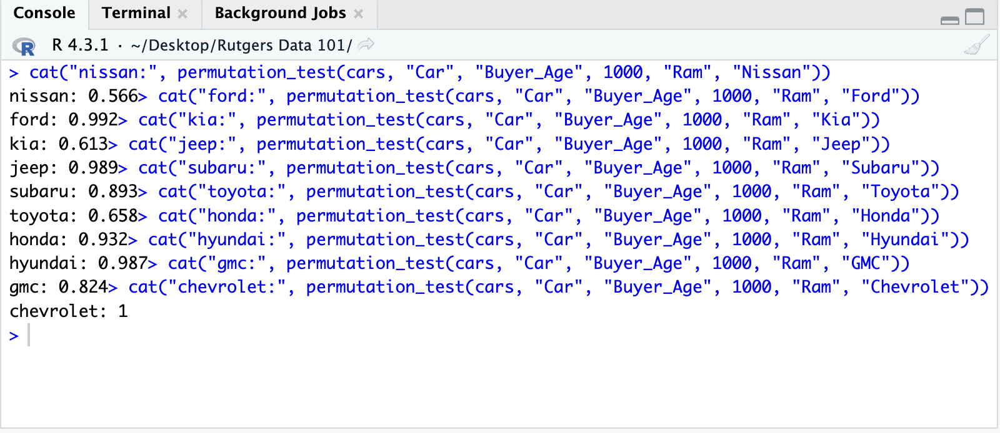 Console Terminal Background Jobs
R 4.3.1 · ~/Desktop/Rutgers Data 101/
> cat("nissan:", permutation_test(cars, "Car", "Buyer_Age", 1000, "Ram", "Nissan"))
nissan: 0.566> cat("ford:", permutation_test(cars, "Car", "Buyer_Age", 1000, "Ram", "Ford"))
ford: 0.992> cat("kia:", permutation_test(cars, "Car", "Buyer_Age", 1000, "Ram", "Kia"))
kia: 0.613> cat("jeep:", permutation_test(cars, "Car", "Buyer_Age", 1000, "Ram", "Jeep"))
jeep: 0.989> cat("subaru:", permutation_test(cars, "Car", "Buyer_Age", 1000, "Ram", "Subaru"))
subaru: 0.893> cat("toyota:", permutation_test(cars, "Car", "Buyer_Age", 1000, "Ram", "Toyota"))
toyota: 0.658> cat("honda:", permutation_test(cars, "Car", "Buyer_Age", 1000, "Ram", "Honda"))
honda: 0.932> cat("hyundai:", permutation_test(cars, "Car", "Buyer_Age", 1000, "Ram", "Hyundai"))
hyundai: 0.987> cat("gmc:", permutation_test(cars, "Car", "Buyer_Age", 1000, "Ram", "GMC"))
gmc: 0.824> cat("chevrolet:", permutation_test(cars, "Car", "Buyer_Age", 1000, "Ram", "Chevrolet"))
chevrolet: 1
>